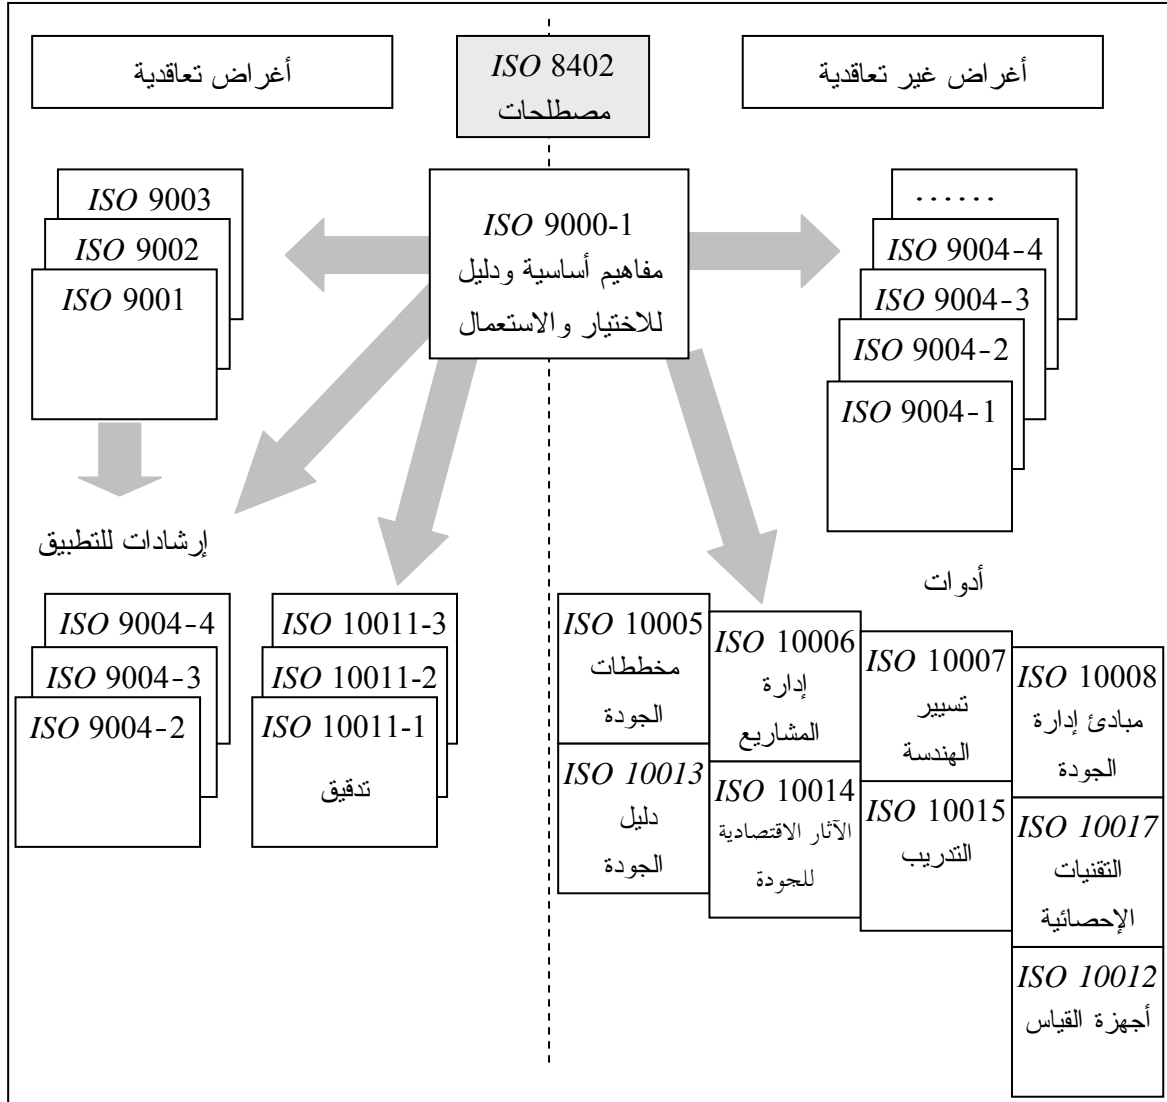 أغراض غير تعاقدية
ISO 8402
مصطلحات
أغراض تعاقدية
ISO 9000-1
مفاهيم أساسية ودليل
للاختيار والاستعمال
......
ISO 9004-4
ISO 9004-3
ISO 9004-2
ISO 9004-1
ISO 9003
ISO 9002
ISO 9001
إرشادات للتطبيق
أدوات
ISO 10005
مخططات
الجودة
ISO 10006
إدارة
المشاريع
ISO 10007
تسيير
الهندسة
ISO 10008
مبادئ إدارة
الجودة
ISO 10013
دليل
الجودة
ISO 10014
الآثار الاقتصادية
للجودة
ISO 10015
التدريب
ISO 10017
التقنيات
الإحصائية
ISO 10012
أجهزة القياس
ISO 10011-3
ISO 10011-2
ISO 10011-1
تدقيق
ISO 9004-4
ISO 9004-3
ISO 9004-2